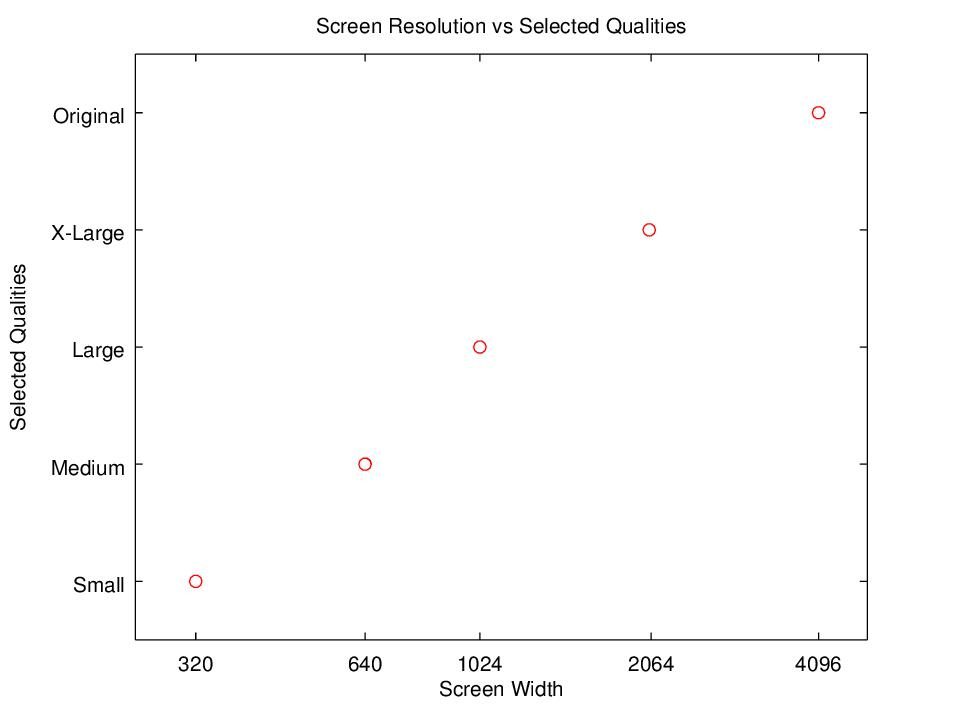 Screen Resolution vs Selected Qualities
Original
X-Large
Large
Medium
Small
Selected Qualities
320 640 1024 2064 4096
Screen Width